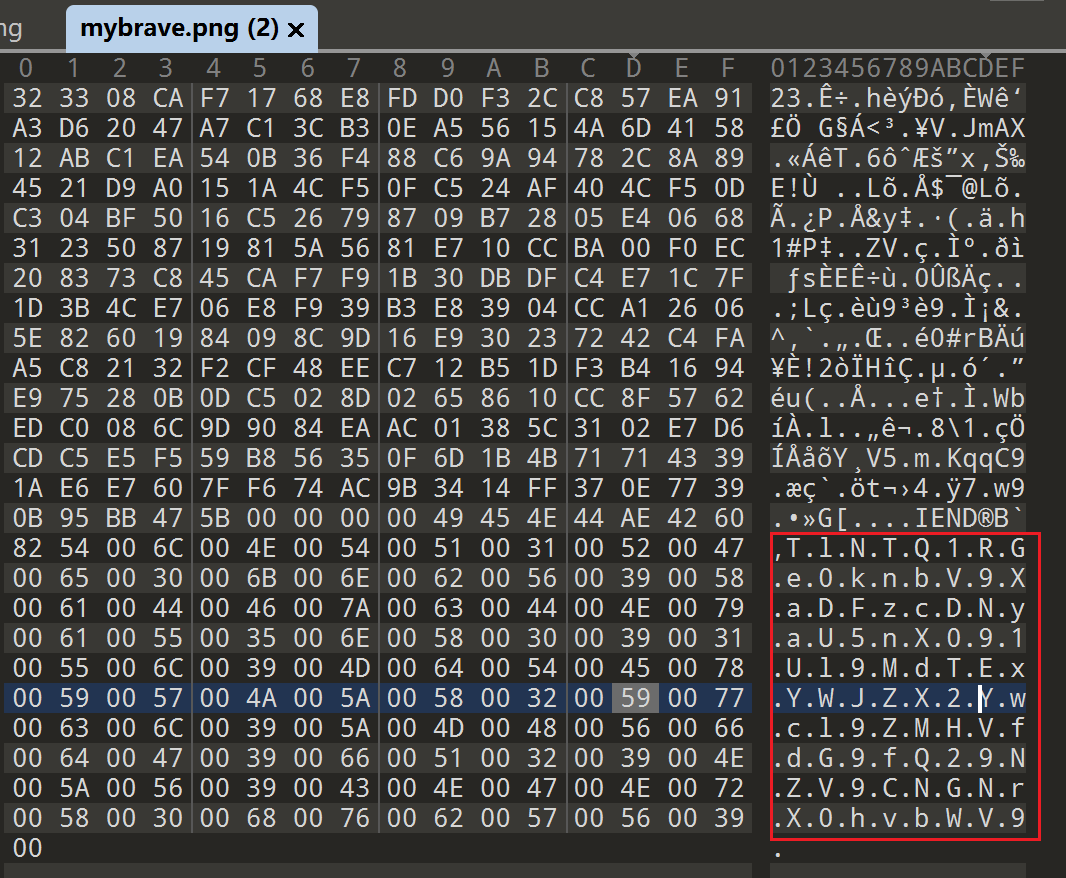 ng
mybrave.png (2) ×
0 1 2 3 4 5 6 7 8 9 A B C D E F 0123456789ABCDEF
32 33 08 CA F7 17 68 E8 FD D0 F3 2C C8 57 EA 91 23.Ê÷.hèýÐó,ÈWê‘
A3 D6 20 47 A7 C1 3C B3 0E A5 56 15 4A 6D 41 58 £Ö G§Á<³.¥V.JmAX
12 AB C1 EA 54 0B 36 F4 88 C6 9A 94 78 2C 8A 89 .«ÁêT.6ôˆÆš”x,Š‰
45 21 D9 A0 15 1A 4C F5 0F C5 24 AF 40 4C F5 0D E!Ù ..Lõ.Å$¯@Lõ.
C3 04 BF 50 16 C5 26 79 87 09 B7 28 05 E4 06 68 Ã.¿P.Å&y‡.·(.ä.h
31 23 50 87 19 81 5A 56 81 E7 10 CC BA 00 F0 EC 1#P‡..ZV.ç.Ìº.ðì
20 83 73 C8 45 CA F7 F9 1B 30 DB DF C4 E7 1C 7F ƒsÈEÊ÷ù.0ÛßÄç..
1D 3B 4C E7 06 E8 F9 39 B3 E8 39 04 CC A1 26 06 .;Lç.èù9³è9.Ì¡&.
5E 82 60 19 84 09 8C 9D 16 E9 30 23 72 42 C4 FA ^‚`.„.Œ..é0#rBÄú
A5 C8 21 32 F2 CF 48 EE C7 12 B5 1D F3 B4 16 94 ¥È!2òÏHîÇ.µ.ó´.”
E9 75 28 0B 0D C5 02 8D 02 65 86 10 CC 8F 57 62 éu(..Å...e†.Ì.Wb
ED C0 08 6C 9D 90 84 EA AC 01 38 5C 31 02 E7 D6 íÀ.l..„ê¬.8\1.çÖ
CD C5 E5 F5 59 B8 56 35 0F 6D 1B 4B 71 71 43 39 ÍÅåõY¸V5.m.KqqC9
1A E6 E7 60 7F F6 74 AC 9B 34 14 FF 37 0E 77 39 .æç`.öt¬›4.ÿ7.w9
0B 95 BB 47 5B 00 00 00 00 49 45 4E 44 AE 42 60 .•»G[....IEND®B`
82 54 00 6C 00 4E 00 54 00 51 00 31 00 52 00 47 ‚T.l.N.T.Q.1.R.G
00 65 00 30 00 6B 00 6E 00 62 00 56 00 39 00 58 .e.0.k.n.b.V.9.X
00 61 00 44 00 46 00 7A 00 63 00 44 00 4E 00 79 .a.D.F.z.c.D.N.y
00 61 00 55 00 35 00 6E 00 58 00 30 00 39 00 31 .a.U.5.n.X.0.9.1
00 55 00 6C 00 39 00 4D 00 64 00 54 00 45 00 78 .U.l.9.M.d.T.E.x
00 59 00 57 00 4A 00 5A 00 58 00 32 00 59 00 77 .Y.W.J.Z.X.2.Y.w
00 63 00 6C 00 39 00 5A 00 4D 00 48 00 56 00 66 .c.l.9.Z.M.H.V.f
00 64 00 47 00 39 00 66 00 51 00 32 00 39 00 4E .d.G.9.f.Q.2.9.N
00 5A 00 56 00 39 00 43 00 4E 00 47 00 4E 00 72 .Z.V.9.C.N.G.N.r
00 58 00 30 00 68 00 76 00 62 00 57 00 56 00 39 .X.0.h.v.b.W.V.9
00 .